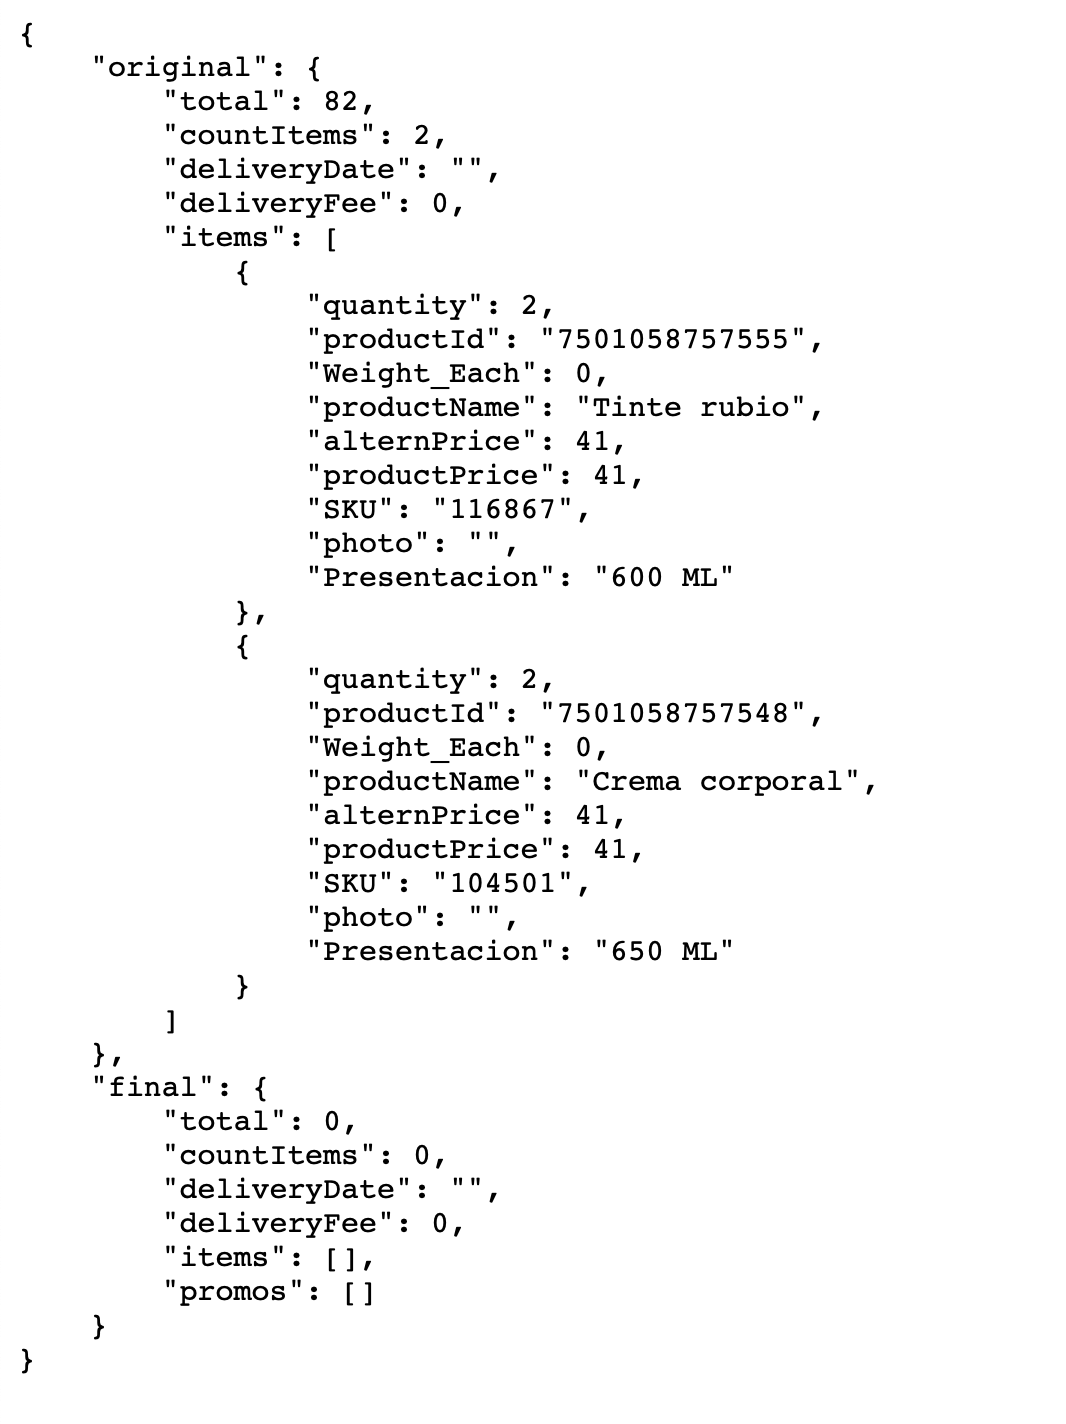 {
    "original": {
        "total": 82,
        "countItems": 2,
        "deliveryDate": "",
        "deliveryFee": 0,
        "items": [
            {
                "quantity": 2,
                "productId": "7501058757555",
                "Weight_Each": 0,
                "productName": "Tinte rubio",
                "alternPrice": 41,
                "productPrice": 41,
                "SKU": "116867",
                "photo": "",
                "Presentacion": "600 ML"
            },
            {
                "quantity": 2,
                "productId": "7501058757548",
                "Weight_Each": 0,
                "productName": "Crema corporal",
                "alternPrice": 41,
                "productPrice": 41,
                "SKU": "104501",
                "photo": "",
                "Presentacion": "650 ML"
            }
        ]
    },
    "final": {
        "total": 0,
        "countItems": 0,
        "deliveryDate": "",
        "deliveryFee": 0,
        "items": [],
        "promos": []
    }
}